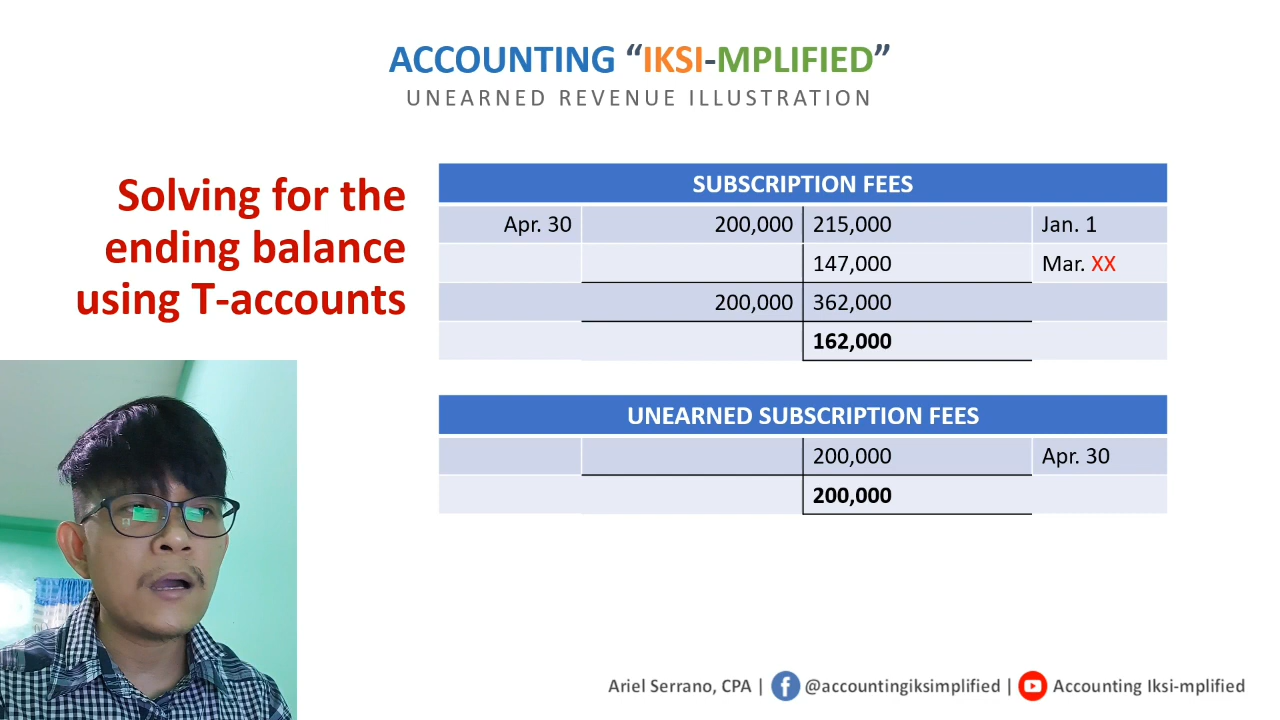 ACCOUNTING “IKSI-MPLIFIED”
UNEARNED REVENUE ILLUSTRATION
Solving for the
ending balance
using T-accounts
SUBSCRIPTION FEES
Apr. 30 200,000 215,000 Jan. 1
147,000 Mar. XX
200,000 362,000
162,000
UNEARNED SUBSCRIPTION FEES
200,000 Apr. 30
200,000
Ariel Serrano, CPA | @accountingiksimplified | Accounting Iksi-mplified